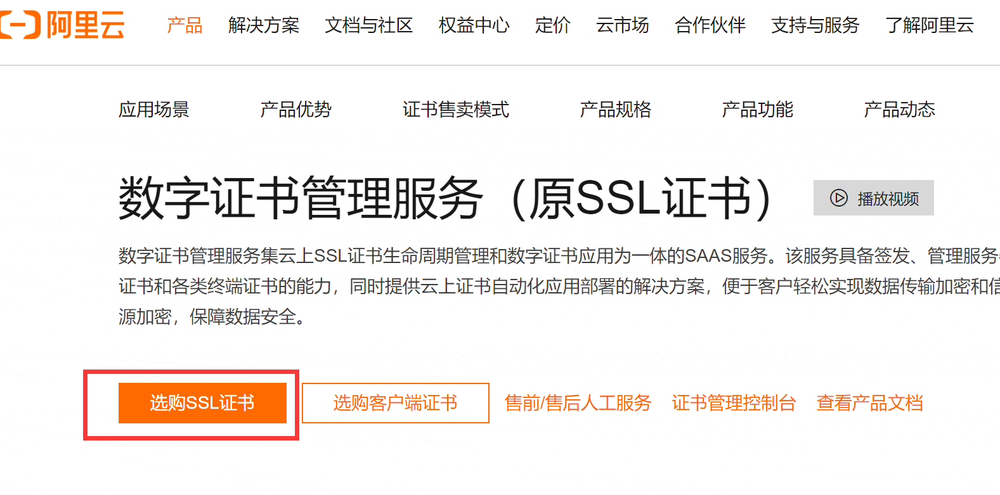 阿里云 产品 解决方案 文档与社区 权益中心 定价 云市场 合作伙伴 支持与服务 了解阿里云
应用场景 产品优势 证书售卖模式 产品规格 产品功能 产品动态
数字证书管理服务（原SSL证书） 播放视频
数字证书管理服务集云上SSL证书生命周期管理和数字证书应用为一体的SAAS服务。该服务具备签发、管理服务
证书和各类终端证书的能力，同时提供云上证书自动化应用部署的解决方案，便于客户轻松实现数据传输加密和信
源加密，保障数据安全。
选购SSL证书 选购客户端证书 售前/售后人工服务 证书管理控制台 查看产品文档